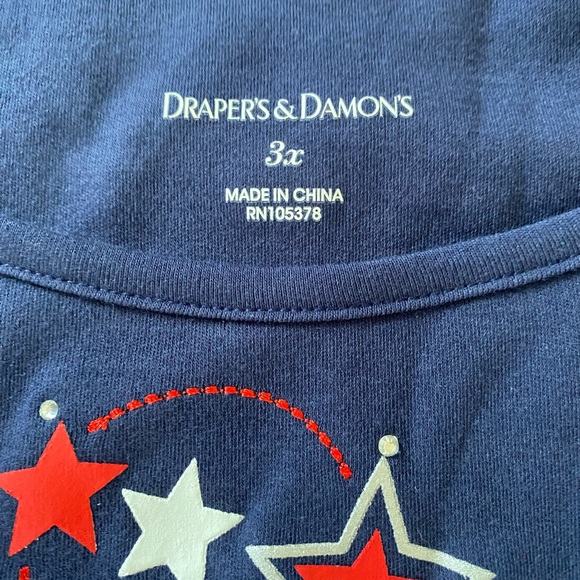 DRAPER'S & DAMON'S
3x
MADE IN CHINA
RN105378